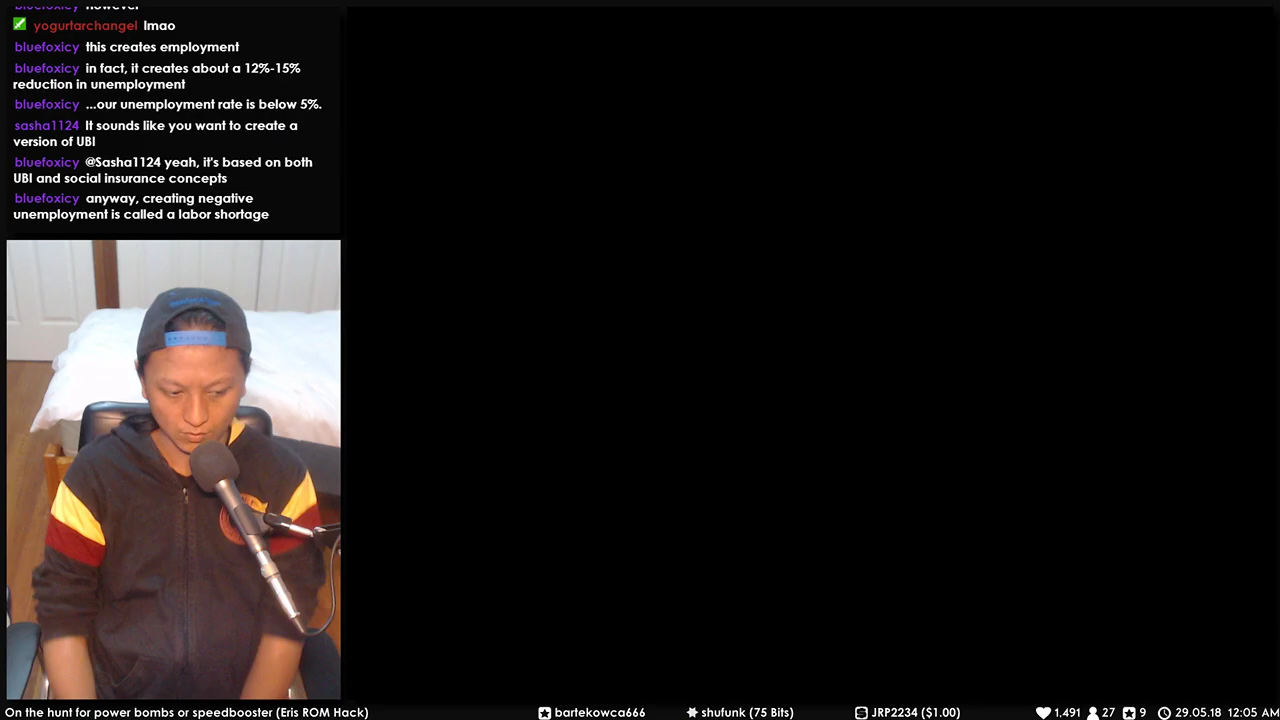 bluefoxicy however
yogurtarchangel lmao
bluefoxicy this creates employment
bluefoxicy in fact, it creates about a 12%-15%
reduction in unemployment
bluefoxicy ...our unemployment rate is below 5%.
sasha1124 It sounds like you want to create a
version of UBI
bluefoxicy @Sasha1124 yeah, it's based on both
UBI and social insurance concepts
bluefoxicy anyway, creating negative
unemployment is called a labor shortage
On the hunt for power bombs or speedbooster (Eris ROM Hack) bartekowca666 shufunk (75 Bits) JRP2234 ($1.00) 1,491 27 9 29.05.18 12:05 AM